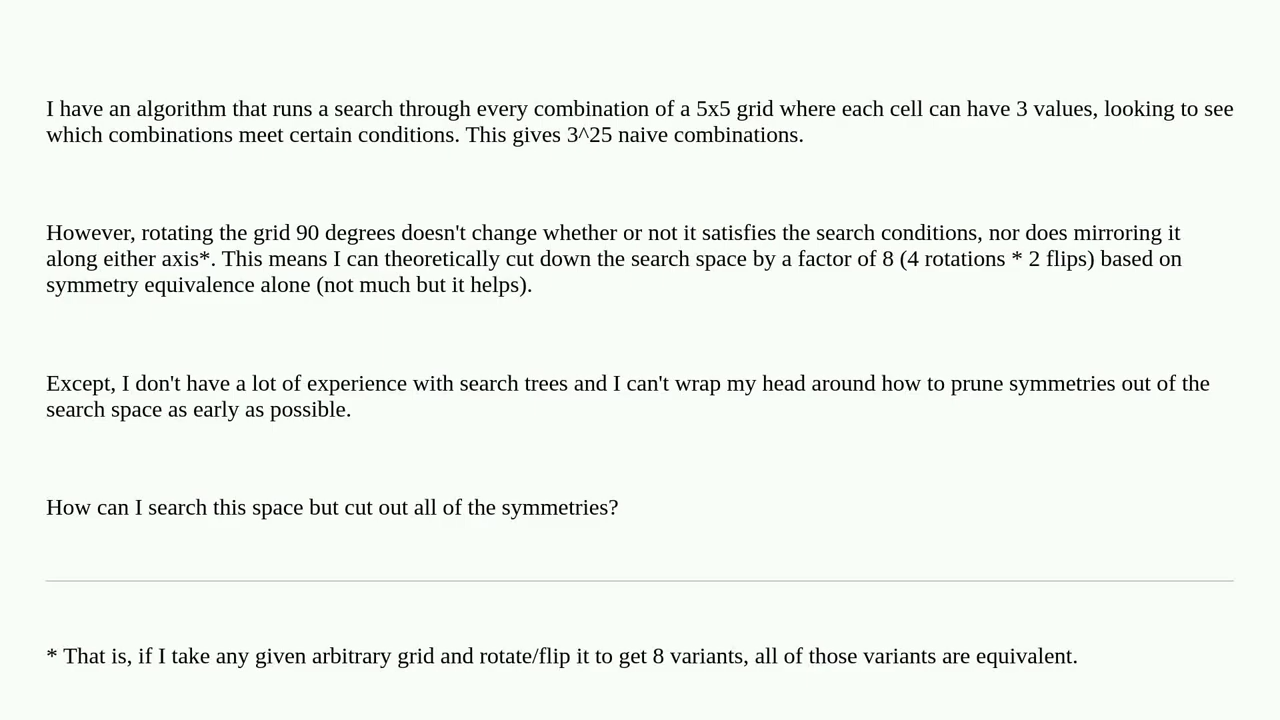 I have an algorithm that runs a search through every combination of a 5x5 grid where each cell can have 3 values, looking to see
which combinations meet certain conditions. This gives 3^25 naive combinations.
However, rotating the grid 90 degrees doesn't change whether or not it satisfies the search conditions, nor does mirroring it
along either axis*. This means I can theoretically cut down the search space by a factor of 8 (4 rotations * 2 flips) based on
symmetry equivalence alone (not much but it helps).
Except, I don't have a lot of experience with search trees and I can't wrap my head around how to prune symmetries out of the
search space as early as possible.
How can I search this space but cut out all of the symmetries?
* That is, if I take any given arbitrary grid and rotate/flip it to get 8 variants, all of those variants are equivalent.